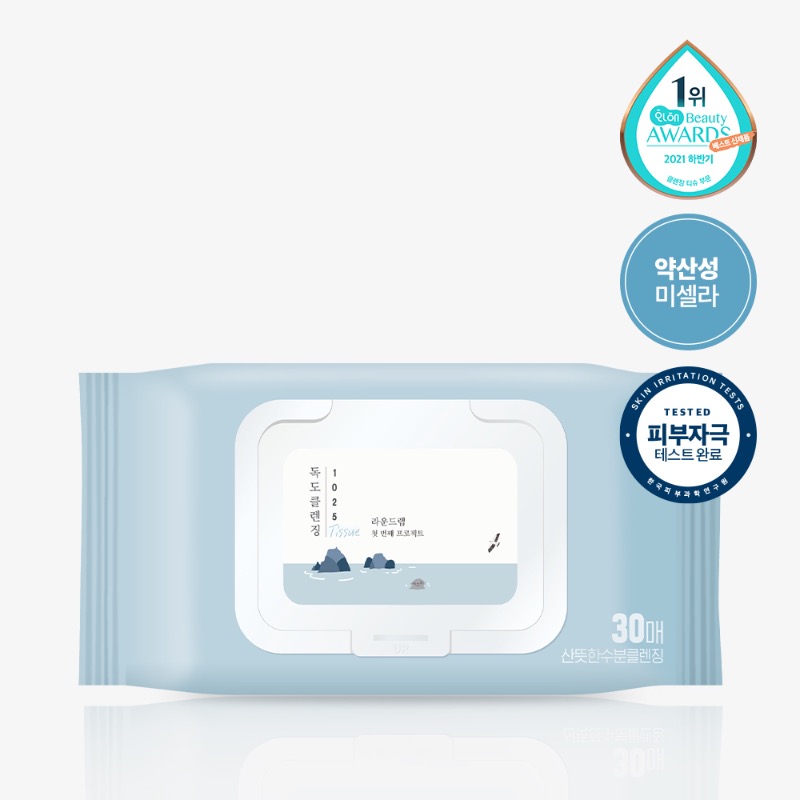 1위
화해 Beauty
AWARDS
베스트 신제품
2021 하반기
클렌징 티슈 부문
약산성
미셀라
SKIN IRRITATION TESTS
TESTED
피부자극
테스트 완료
한국피부과학연구원
독도클렌징
1025
Tissue
라운드랩
첫 번째 프로젝트
30매
산뜻한수분클렌징